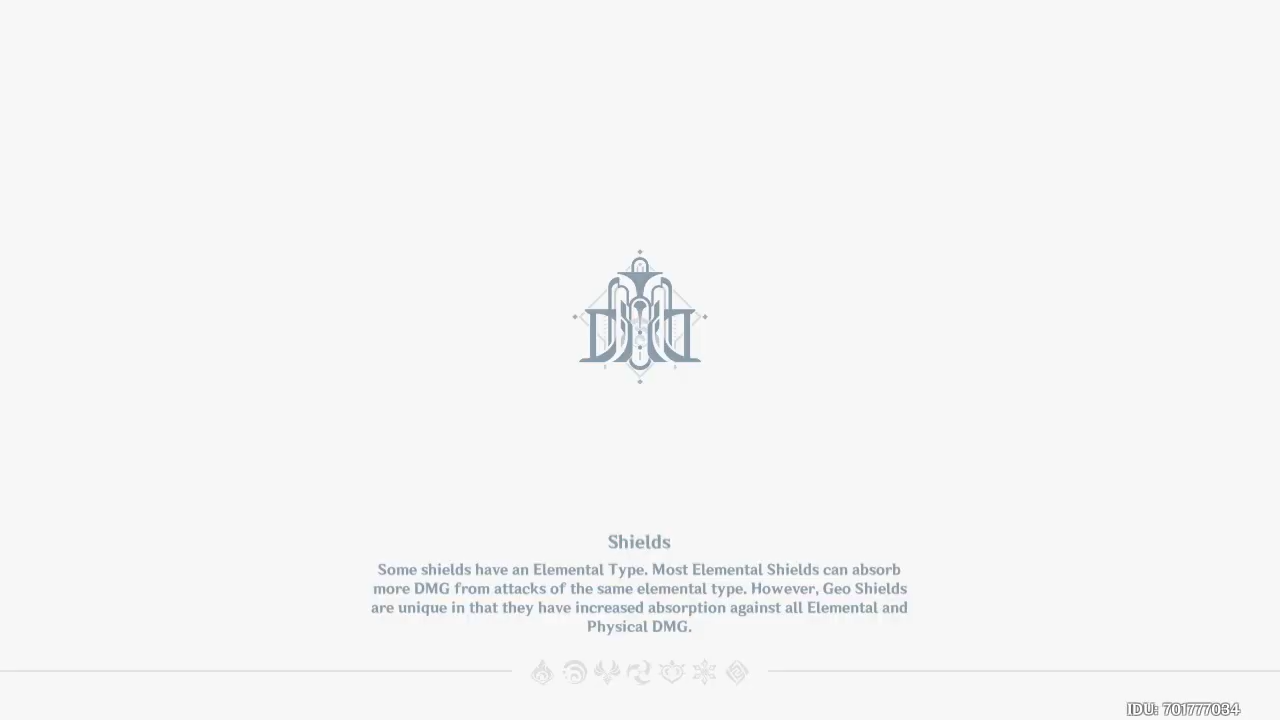 Shields
Some shields have an Elemental Type. Most Elemental Shields can absorb
more DMG from attacks of the same elemental type. However, Geo Shields
are unique in that they have increased absorption against all Elemental and
Physical DMG.
IDU: 701777034